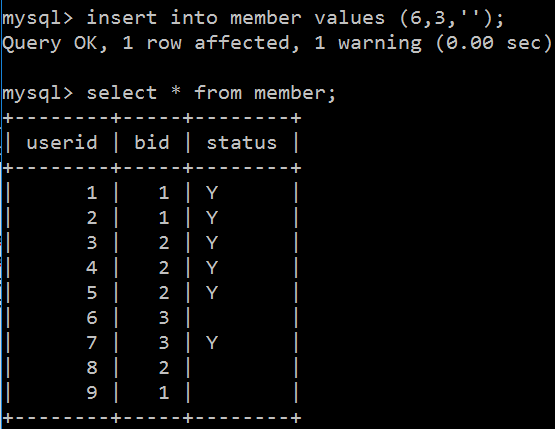 mysql> insert into member values (6,3,'');
Query OK, 1 row affected, 1 warning (0.00 sec)

mysql> select * from member;
+--------+-----+--------+
| userid | bid | status |
+--------+-----+--------+
|      1 |   1 | Y      |
|      2 |   1 | Y      |
|      3 |   2 | Y      |
|      4 |   2 | Y      |
|      5 |   2 | Y      |
|      6 |   3 |        |
|      7 |   3 | Y      |
|      8 |   2 |        |
|      9 |   1 |        |
+--------+-----+--------+